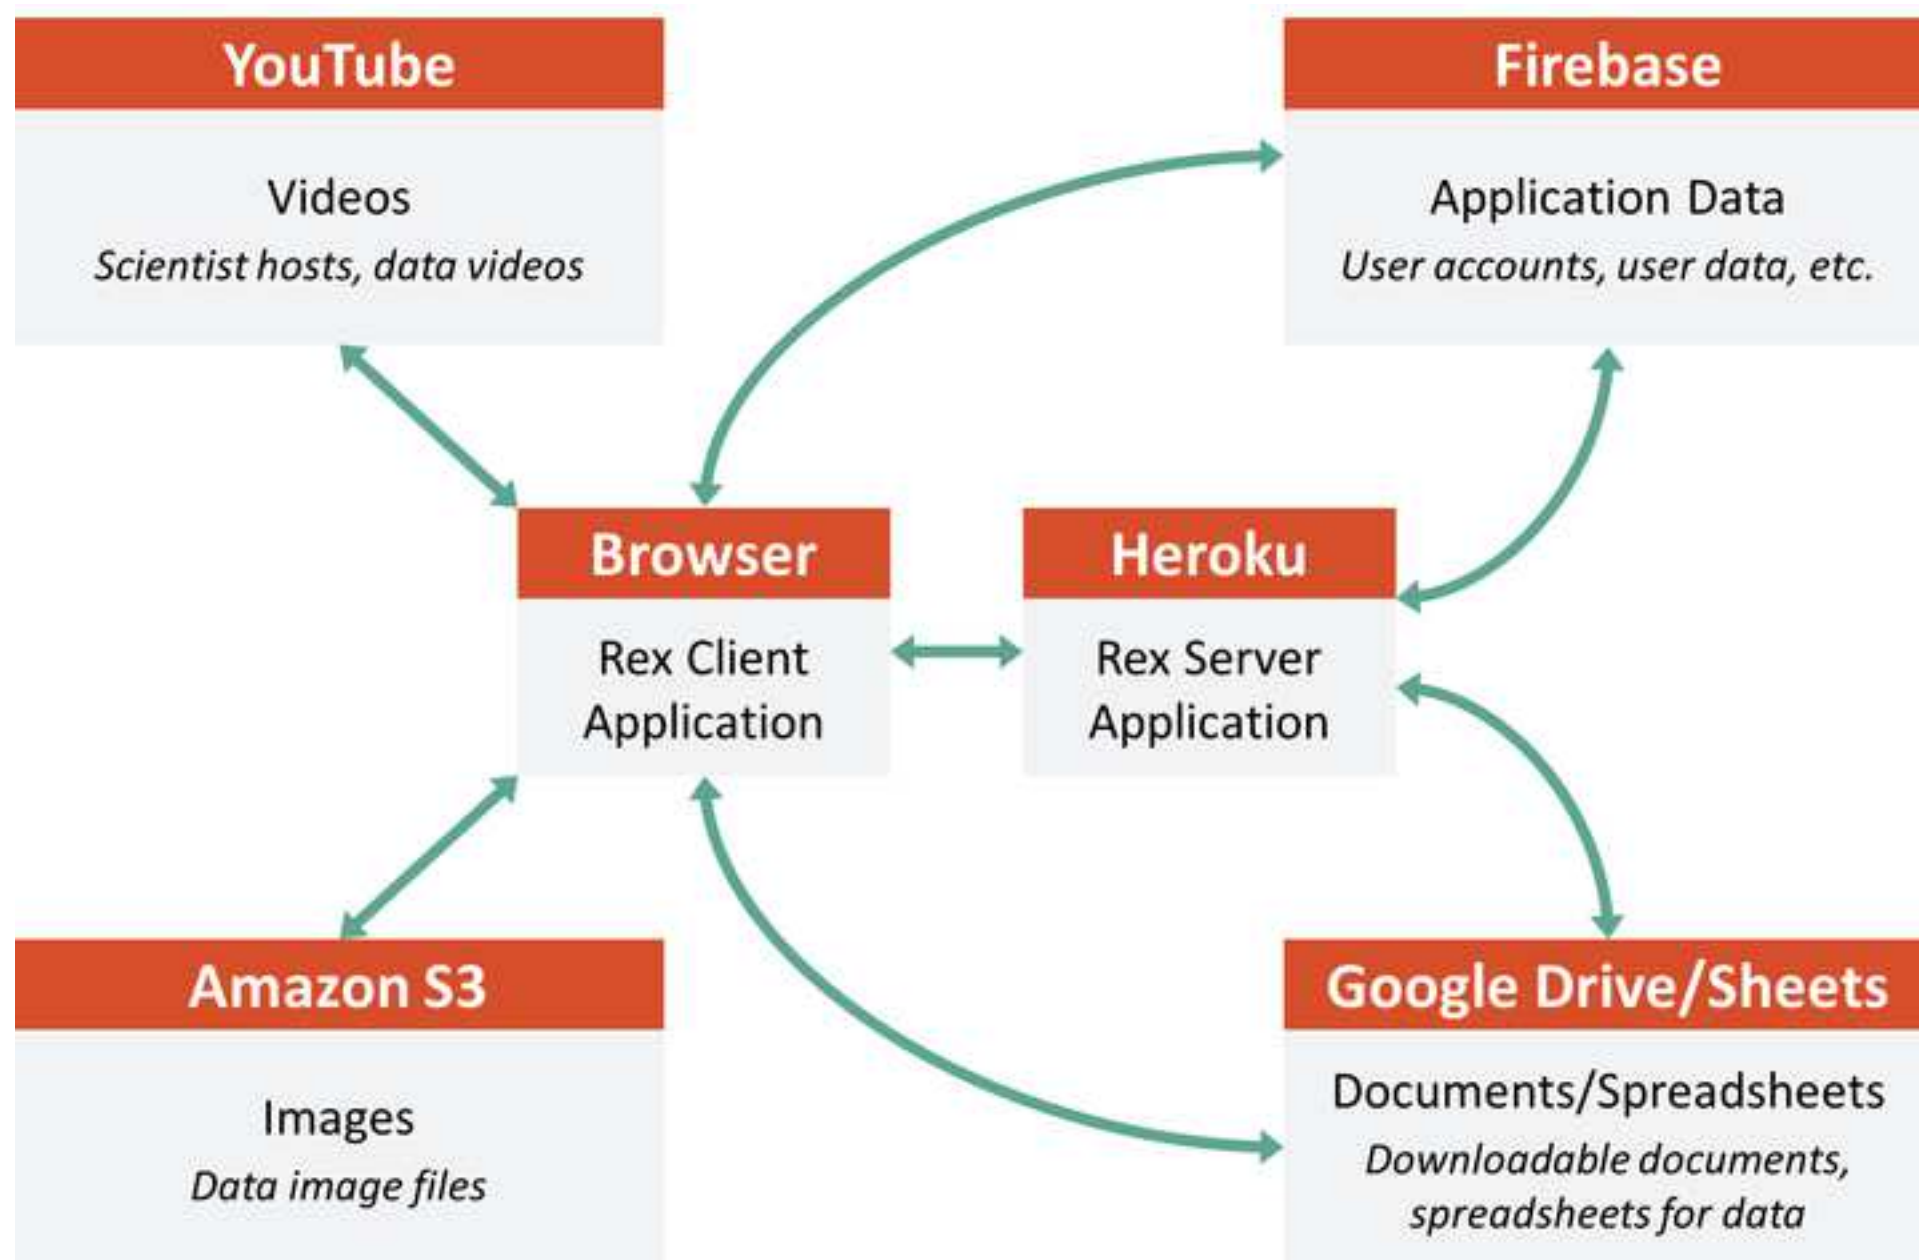 YouTube
Videos
Scientist hosts, data videos
Firebase
Application Data
User accounts, user data, etc.
Browser
Rex Client
Application
Heroku
Rex Server
Application
Amazon S3
Images
Data image files
Google Drive/Sheets
Documents/Spreadsheets
Downloadable documents,
spreadsheets for data